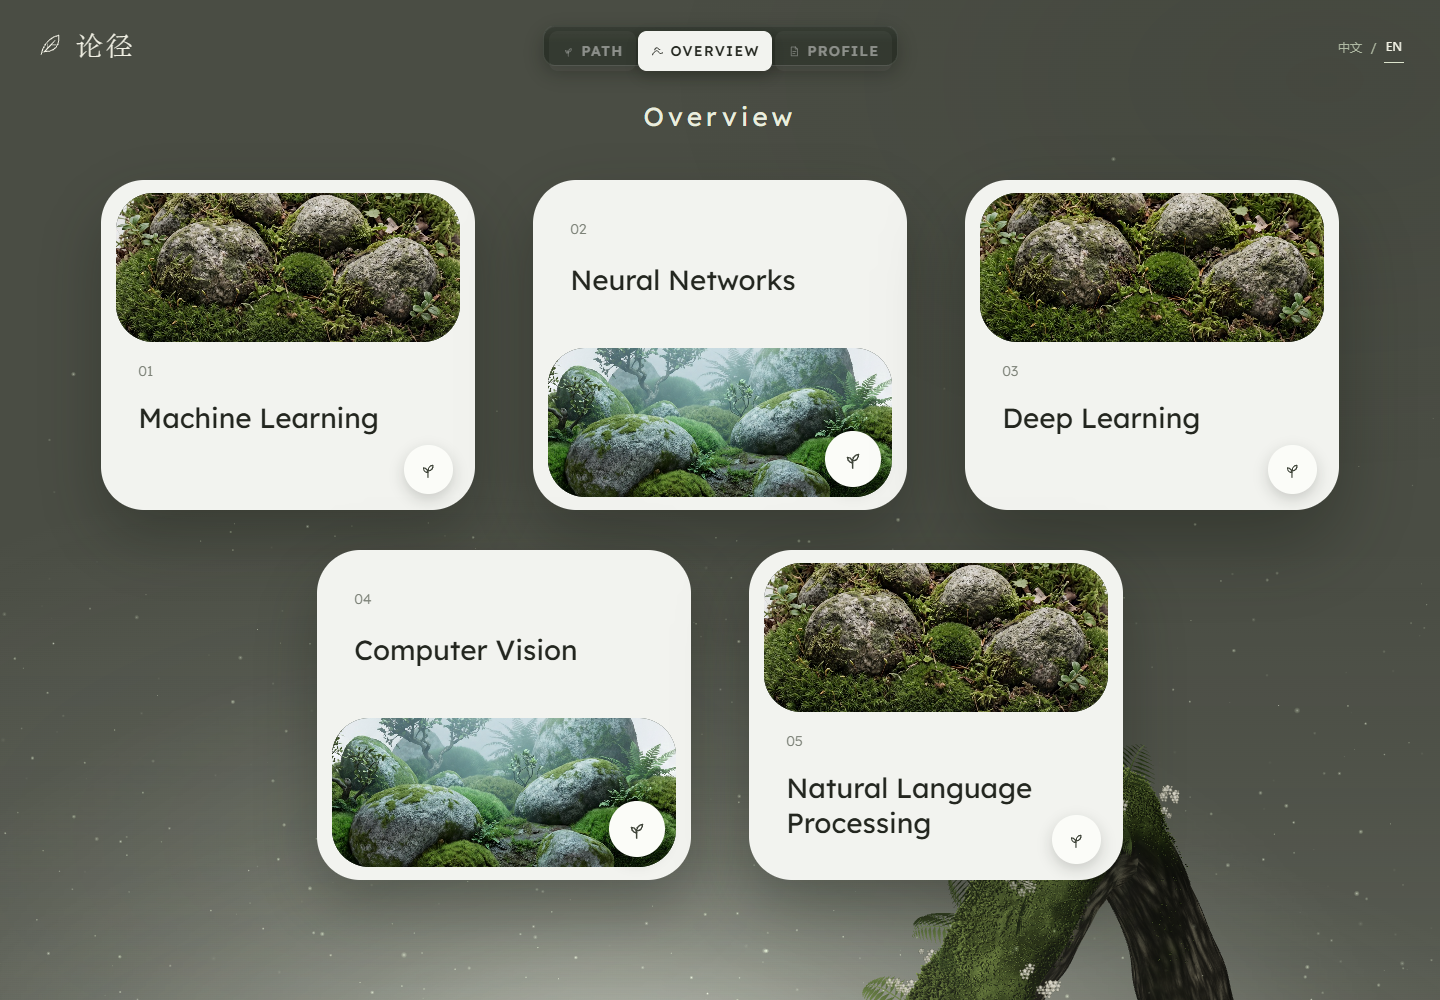 论径
PATH
OVERVIEW
PROFILE
中文 / EN
Overview
01
Machine Learning
02
Neural Networks
03
Deep Learning
04
Computer Vision
05
Natural Language
Processing